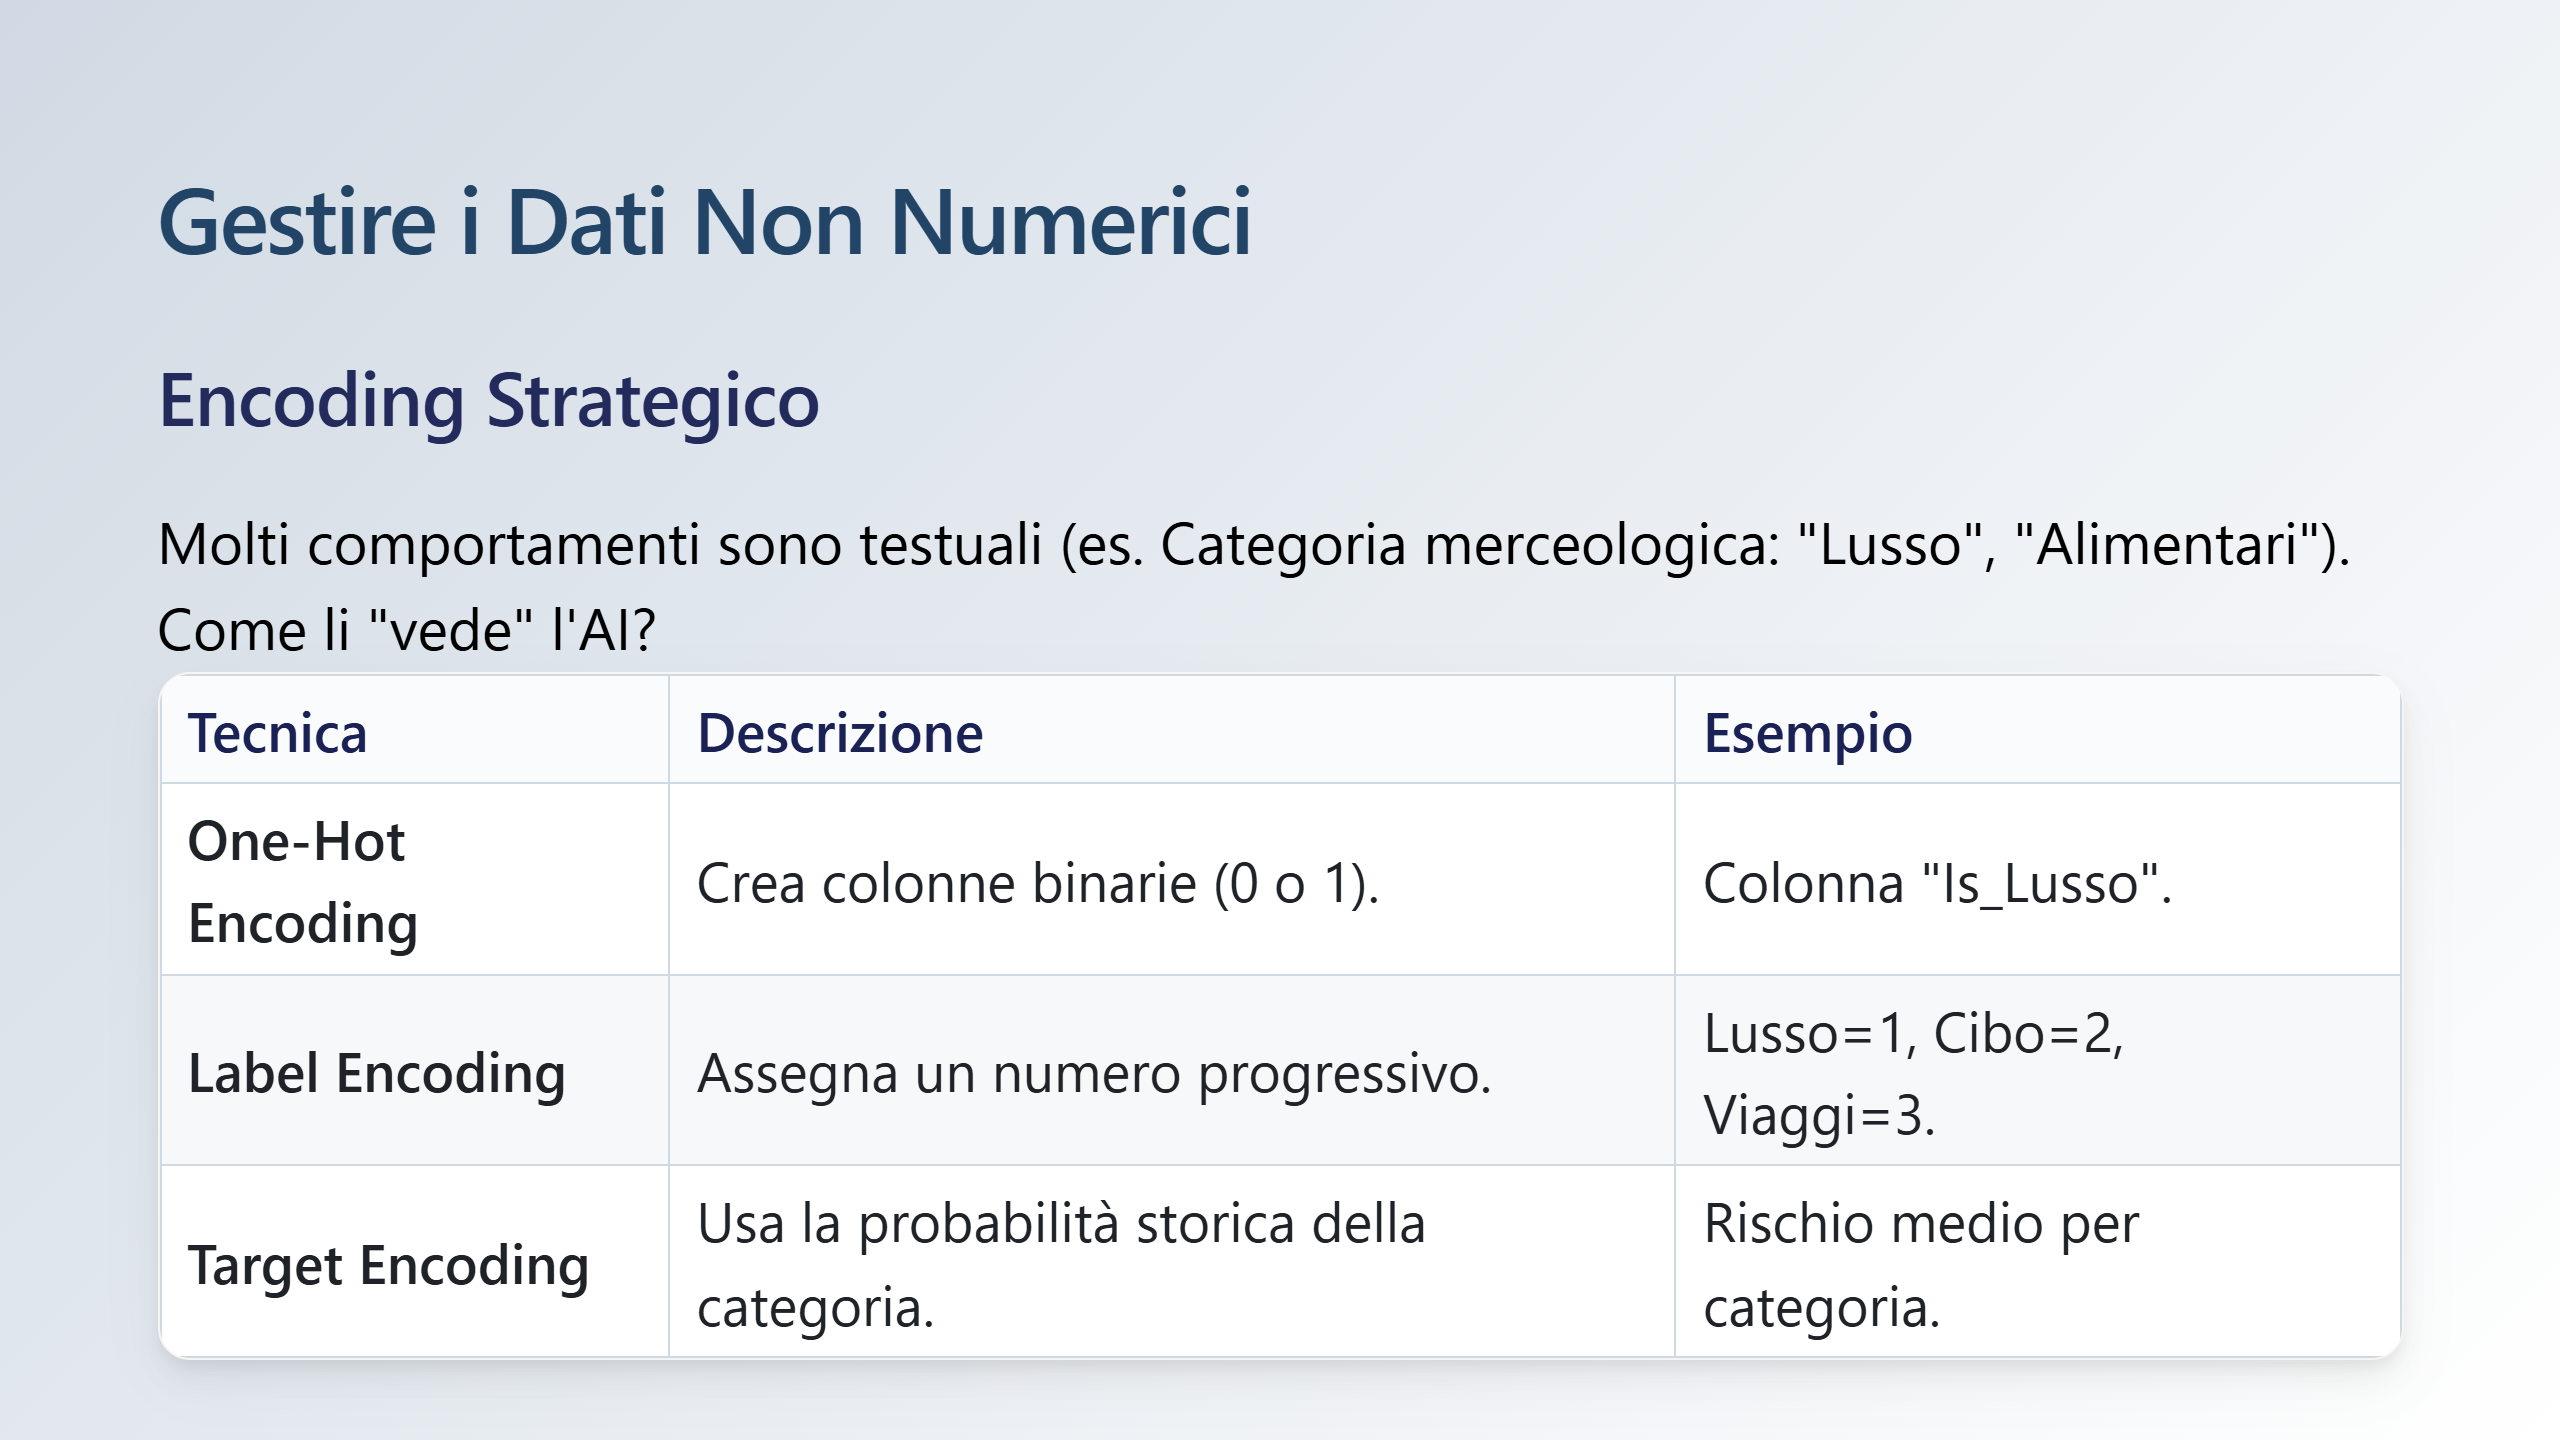 Gestire i Dati Non Numerici
Encoding Strategico
Molti comportamenti sono testuali (es. Categoria merceologica: "Lusso", "Alimentari").
Come li "vede" l'AI?
Tecnica
Descrizione
Esempio
One-Hot
Encoding
Crea colonne binarie (0 o 1).
Colonna "Is_Lusso".
Label Encoding
Assegna un numero progressivo.
Lusso=1, Cibo=2,
Viaggi=3.
Target Encoding
Usa la probabilità storica della
categoria.
Rischio medio per
categoria.